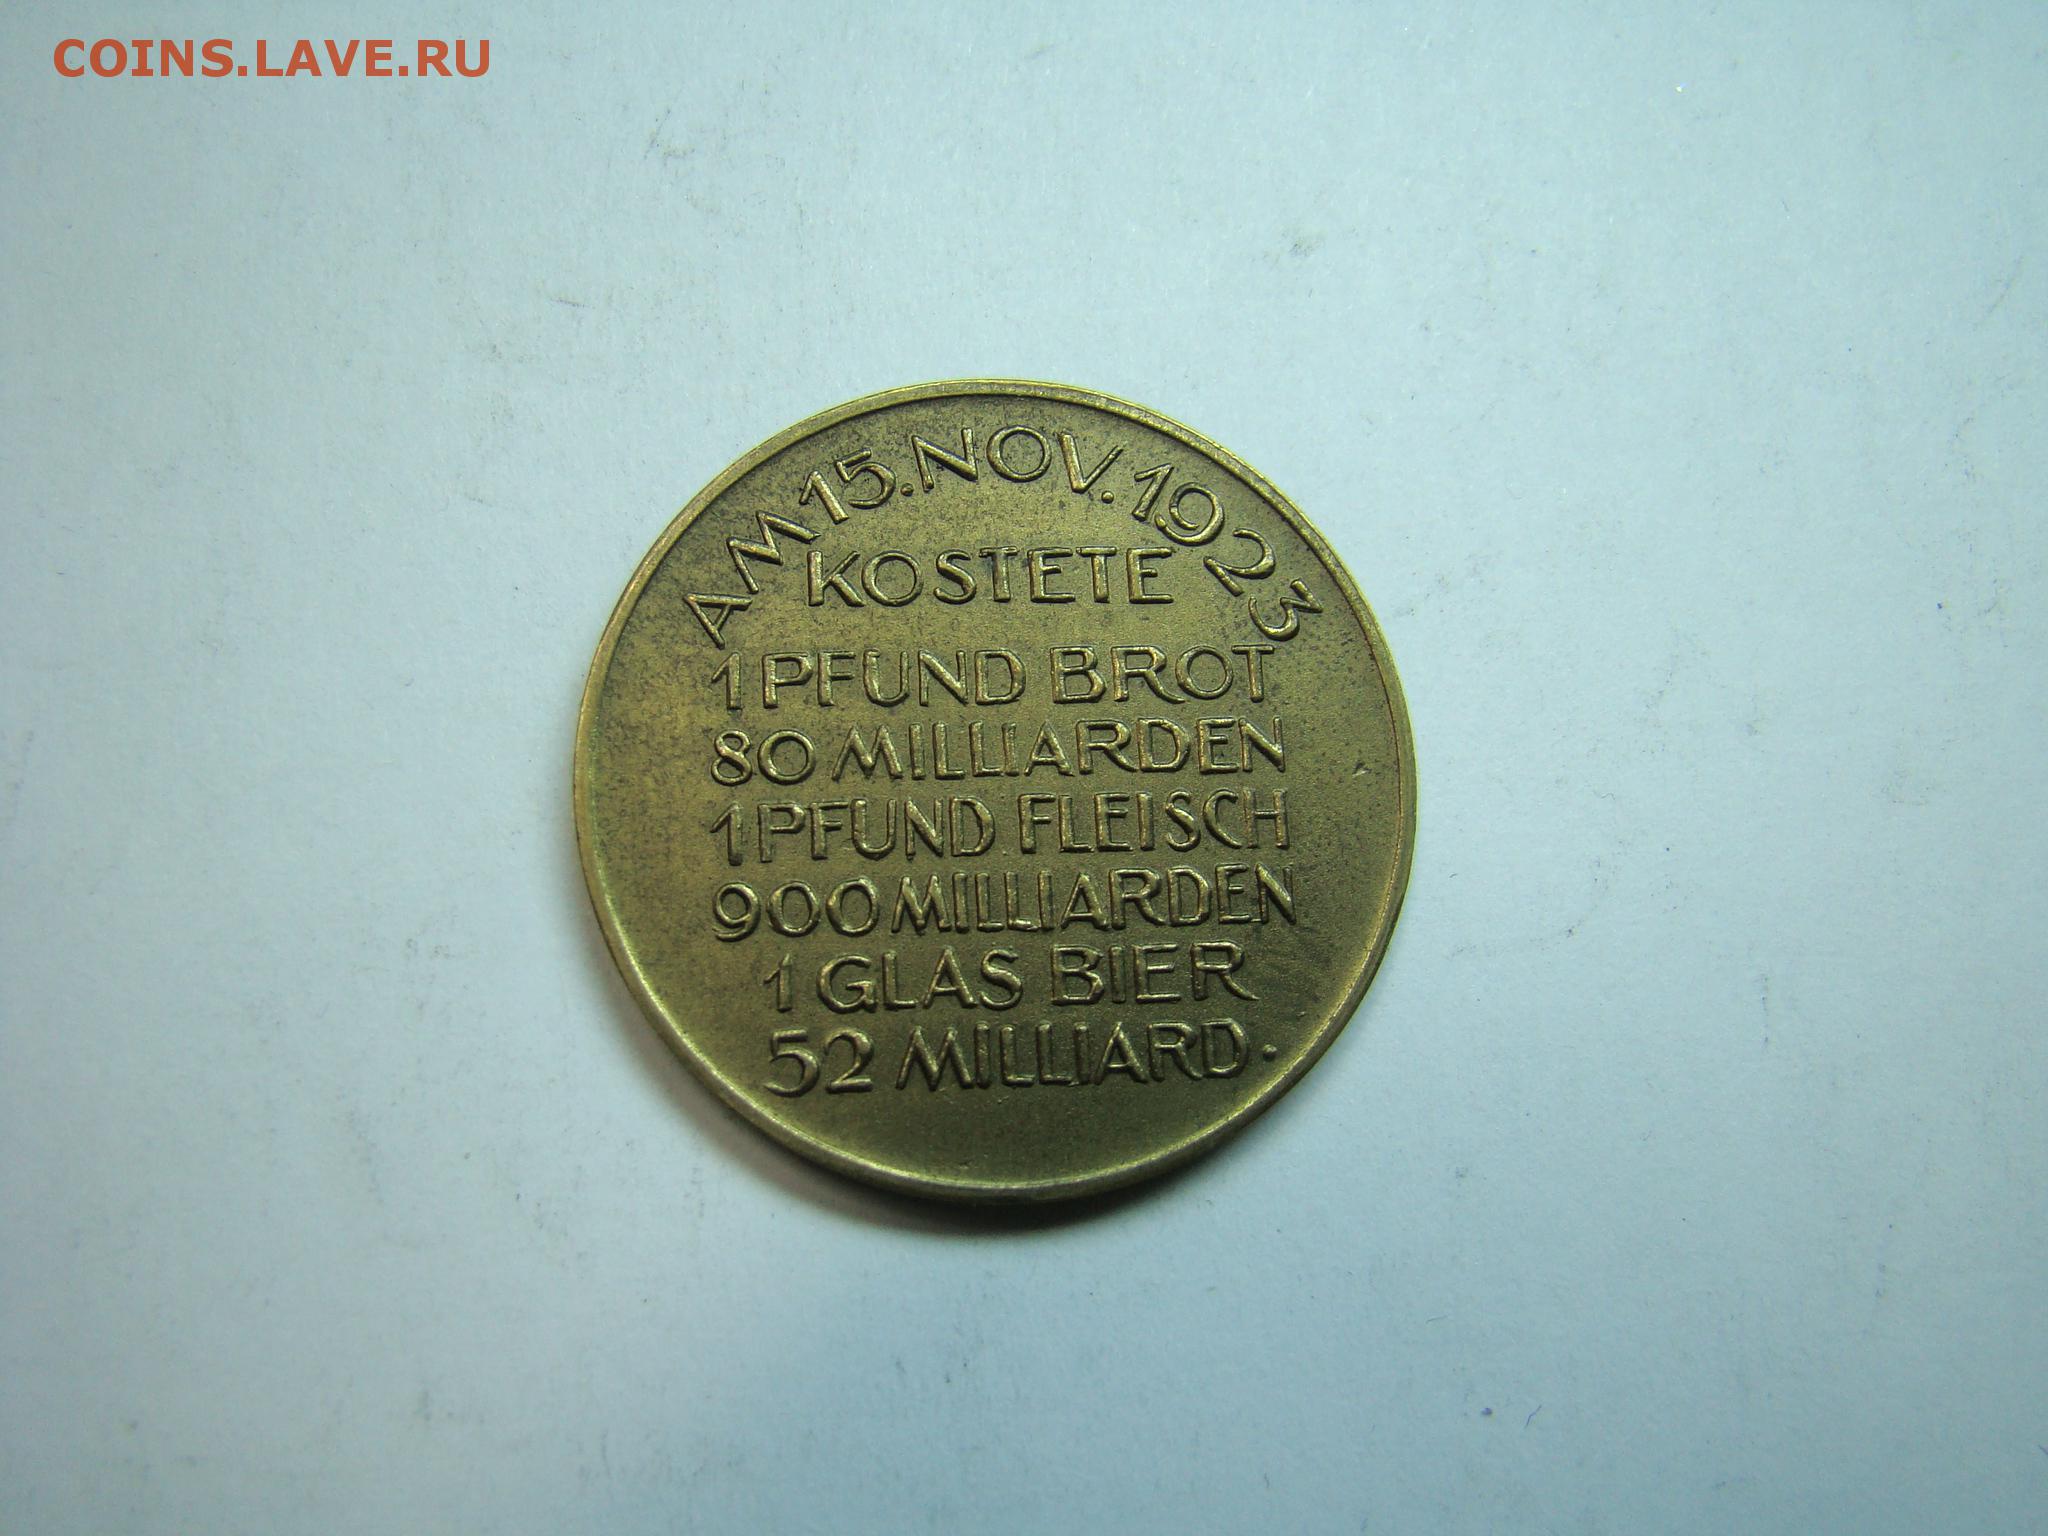 COINS.LAVE.RU
AM 15. NOV. 1923
KOSTETE
1 PFUND BROT
80 MILLIARDEN
1 PFUND FLEISCH
900 MILLIARDEN
1 GLAS BIER
52 MILLIARD.